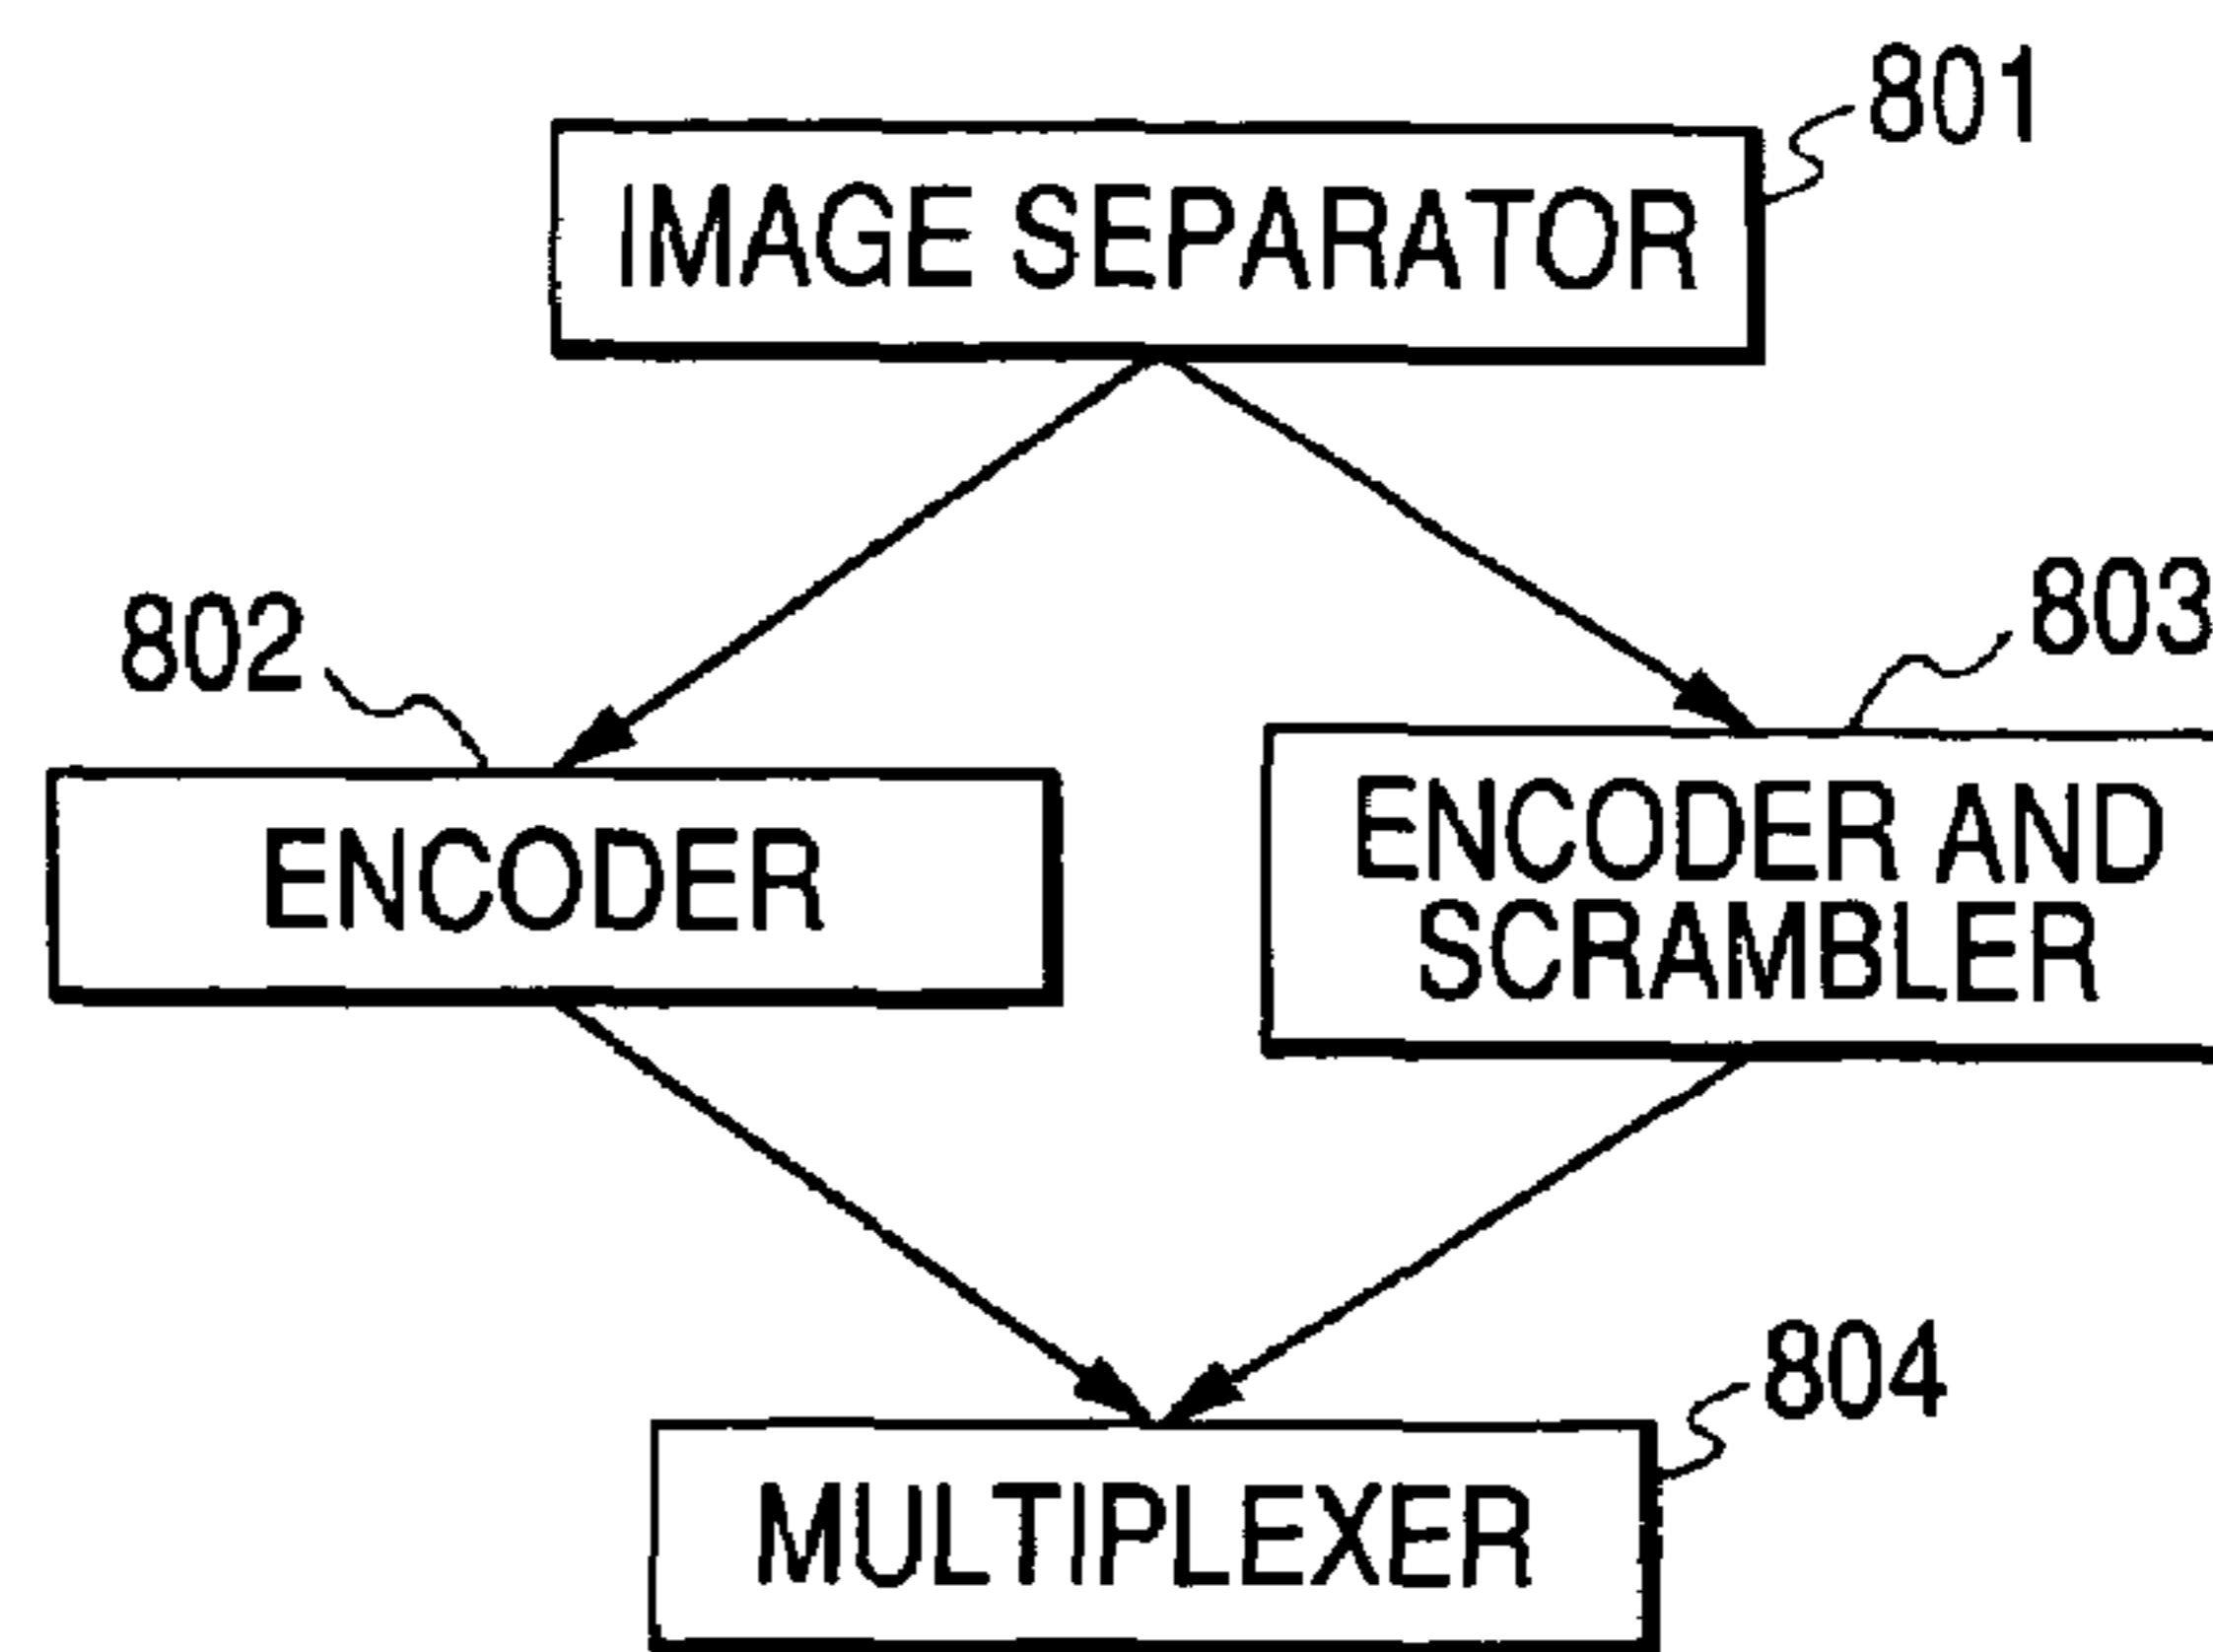 801
IMAGE SEPARATOR
802
803
ENCODER
ENCODER AND
SCRAMBLER
804
MULTIPLEXER